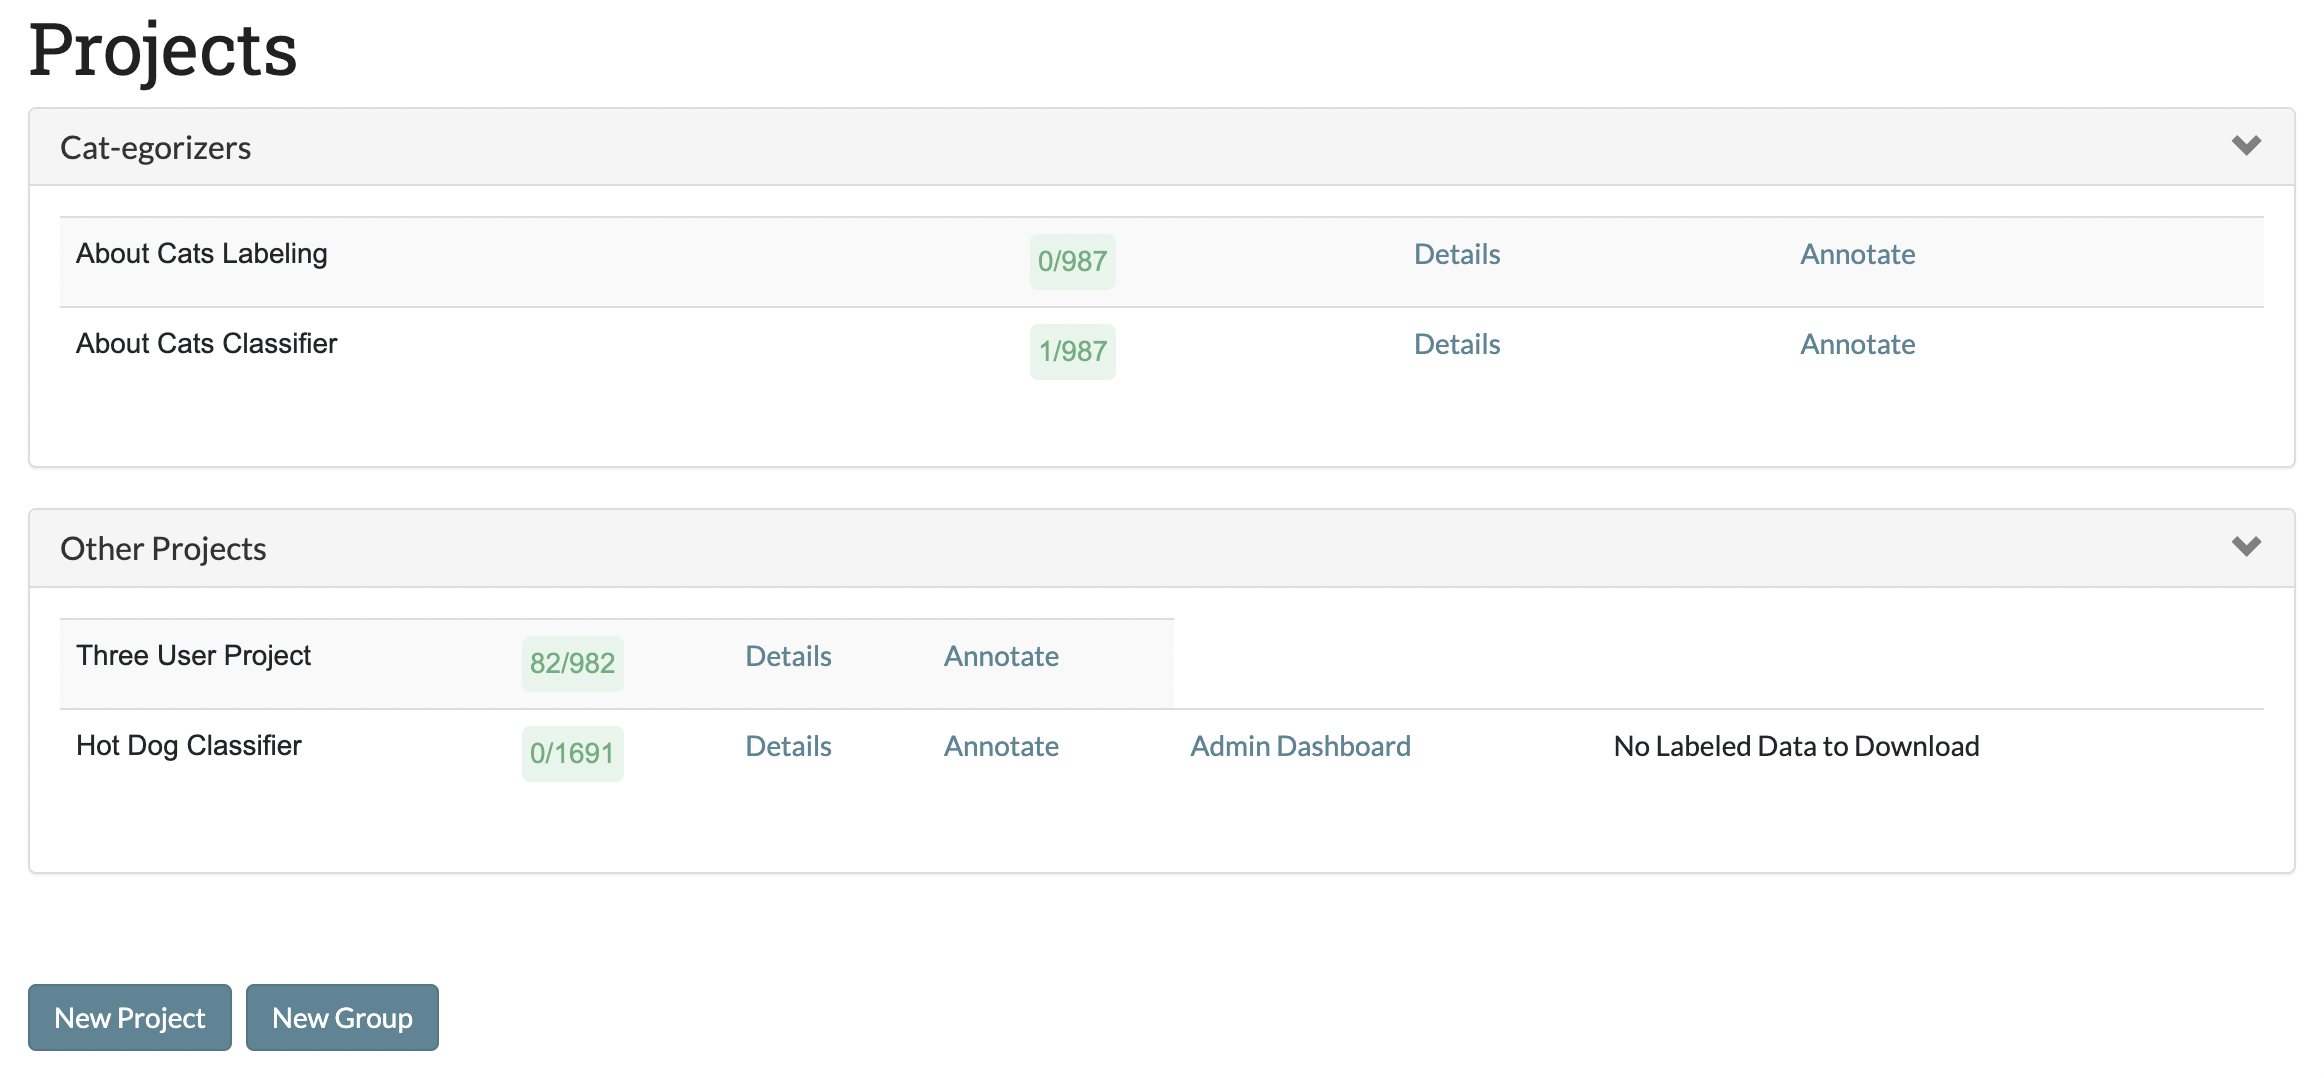 Projects
Cat-egorizers
About Cats Labeling 0/987 Details Annotate
About Cats Classifier 1/987 Details Annotate
Other Projects
Three User Project 82/982 Details Annotate
Hot Dog Classifier 0/1691 Details Annotate Admin Dashboard No Labeled Data to Download
New Project New Group